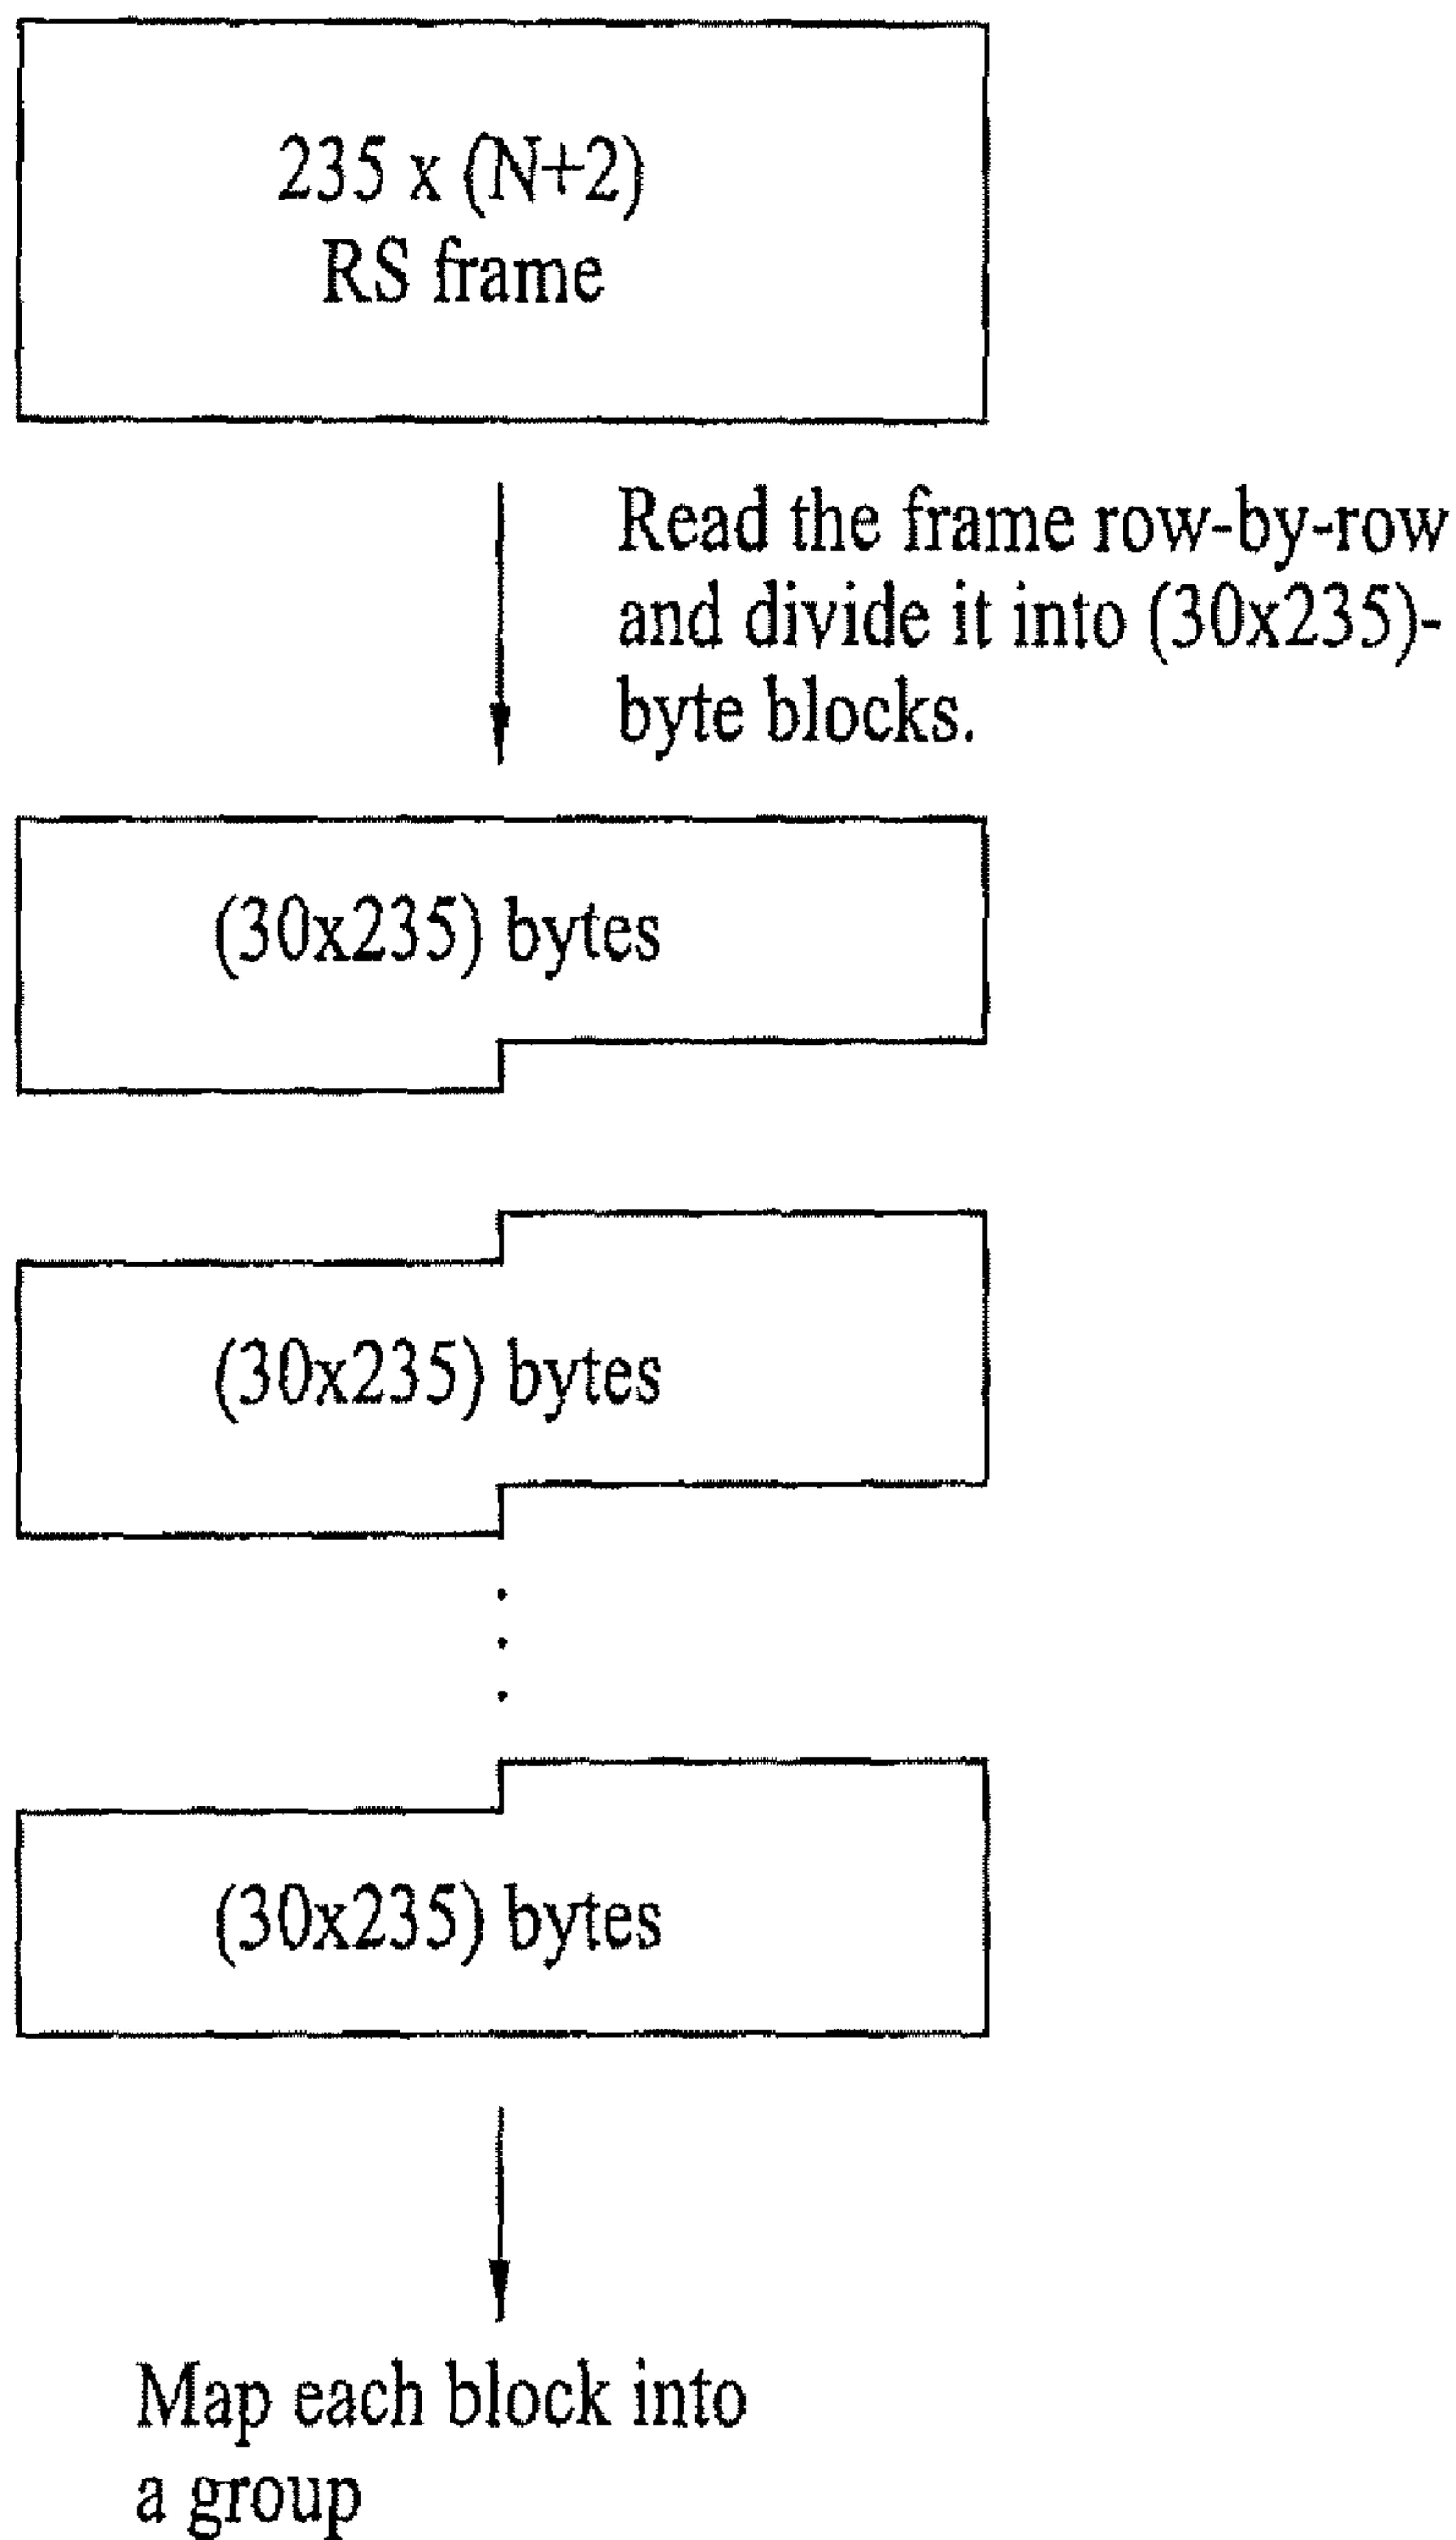 235 x (N+2)
RS frame
Read the frame row-by-row
and divide it into (30x235)-
byte blocks.
(30x235) bytes
(30x235) bytes
(30x235) bytes
Map each block into
a group